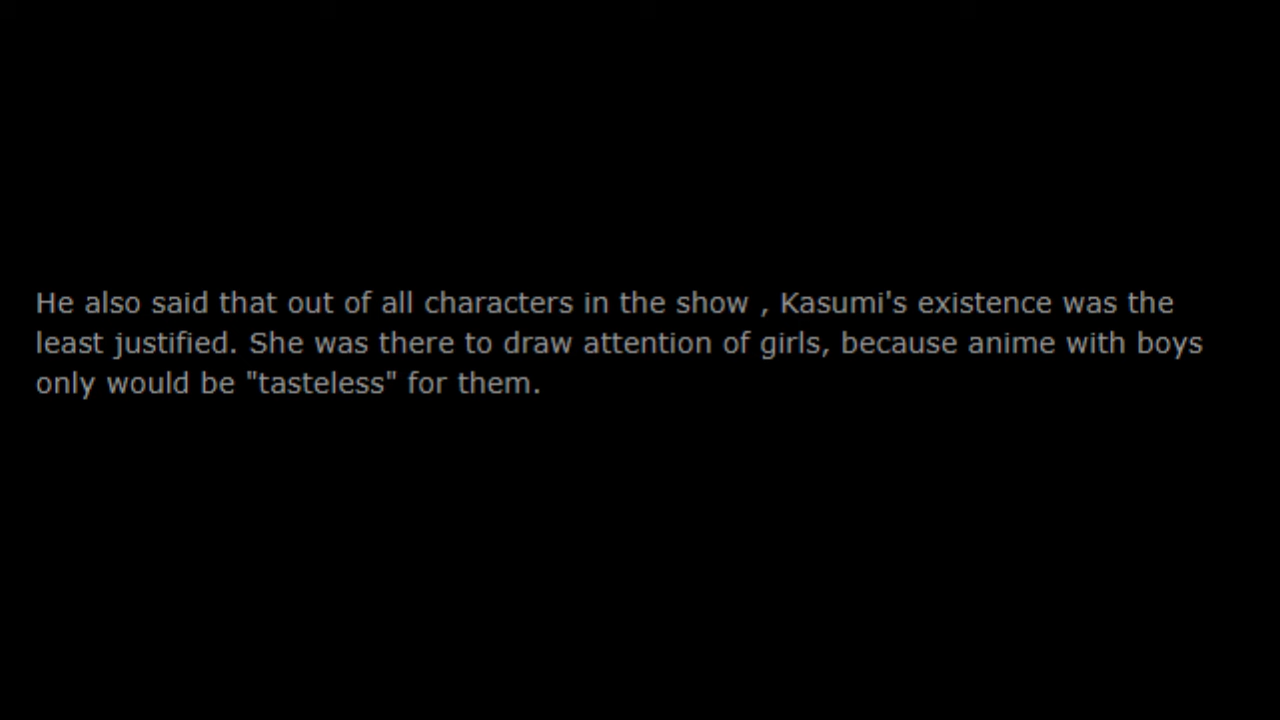 He also said that out of all characters in the show , Kasumi's existence was the
least justified. She was there to draw attention of girls, because anime with boys
only would be "tasteless" for them.